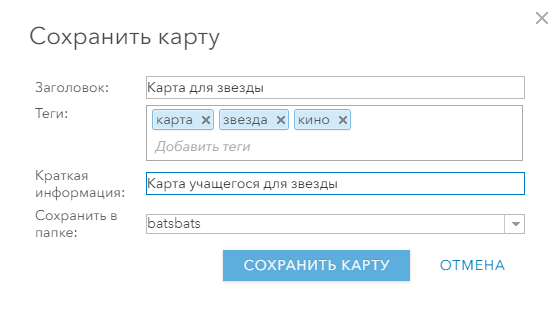 Сохранить карту
Заголовок: Карта для звезды
Теги: карта звезда кино
Добавить теги
Краткая
информация: Карта учащегося для звезды
Сохранить в
папке: batsbats
СОХРАНИТЬ КАРТУ ОТМЕНА